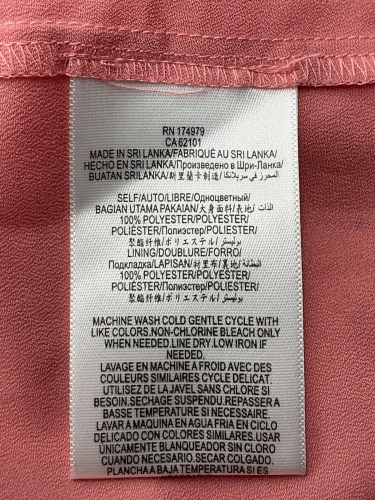 RN 174979
CA 62101
MADE IN SRI LANKA/FABRIQUÉ AU SRI LANKA/
HECHO EN SRI LANKA/Произведено в Шри-Ланка/
BUATAN SRILANKA/斯里蘭卡制造/ المحرز في سريلانكا
SELF/AUTO/LIBRE/Одноцветный/
BAGIAN UTAMA PAKAIAN/大身面料/表地/ الذات
100% POLYESTER/POLYESTER/
POLIÉSTER/Полиэстер/POLIESTER/
聚酯纤维/ポリエステル/ بوليستر
LINING/DOUBLURE/FORRO/
Подкладка/LAPISAN/衬里布/裏地/ البطانة
100% POLYESTER/POLYESTER/
POLIÉSTER/Полиэстер/POLIESTER/
聚酯纤维/ポリエステル/ بوليستر
MACHINE WASH COLD GENTLE CYCLE WITH
LIKE COLORS.NON-CHLORINE BLEACH ONLY
WHEN NEEDED.LINE DRY.LOW IRON IF
NEEDED.
LAVAGE EN MACHINE A FROID AVEC DES
COULEURS SIMILAIRES CYCLE DELICAT.
UTILISEZ DE LA JAVEL SANS CHLORE SI
BESOIN.SECHAGE SUSPENDU.REPASSER A
BASSE TEMPERATURE SI NECESSAIRE.
LAVAR A MAQUINA EN AGUA FRIA EN CICLO
DELICADO CON COLORES SIMILARES. USAR
UNICAMENTE BLANQUEADOR SIN CLORO
CUANDO SEA NECESARIO. SECAR COLGADO.
PLANCHA A BAJA TEMPERATURA SI ES